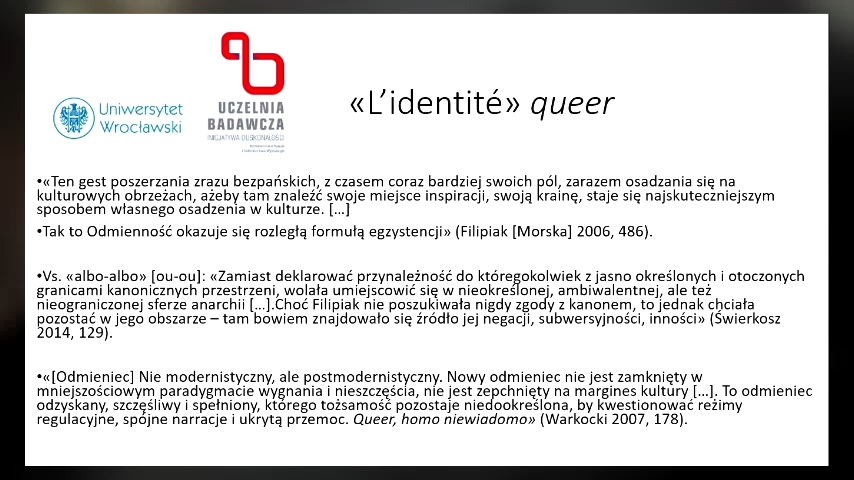 Uniwersytet
Wrocławski
UCZELNIA
BADAWCZA
INICJATYWA DOSKONAŁOŚCI
«L’identité» queer
•«Ten gest poszerzania zrazu bezpańskich, z czasem coraz bardziej swoich pól, zarazem osadzania się na
kulturowych obrzeżach, ażeby tam znaleźć swoje miejsce inspiracji, swoją krainę, staje się najskuteczniejszym
sposobem własnego osadzenia w kulturze. […]
•Tak to Odmienność okazuje się rozległą formułą egzystencji» (Filipiak [Morska] 2006, 486).
•Vs. «albo-albo» [ou-ou]: «Zamiast deklarować przynależność do któregokolwiek z jasno określonych i otoczonych
granicami kanonicznych przestrzeni, wolała umiejscowić się w nieokreślonej, ambiwalentnej, ale też
nieograniczonej sferze anarchii […].Choć Filipiak nie poszukiwała nigdy zgody z kanonem, to jednak chciała
pozostać w jego obszarze – tam bowiem znajdowało się źródło jej negacji, subwersyjności, inności» (Świerkosz
2014, 129).
•«[Odmieniec] Nie modernistyczny, ale postmodernistyczny. Nowy odmieniec nie jest zamknięty w
mniejszościowym paradygmacie wygnania i nieszczęścia, nie jest zepchnięty na margines kultury […]. To odmieniec
odzyskany, szczęśliwy i spełniony, którego tożsamość pozostaje niedookreślona, by kwestionować reżimy
regulacyjne, spójne narracje i ukrytą przemoc. Queer, homo niewiadomo» (Warkocki 2007, 178).